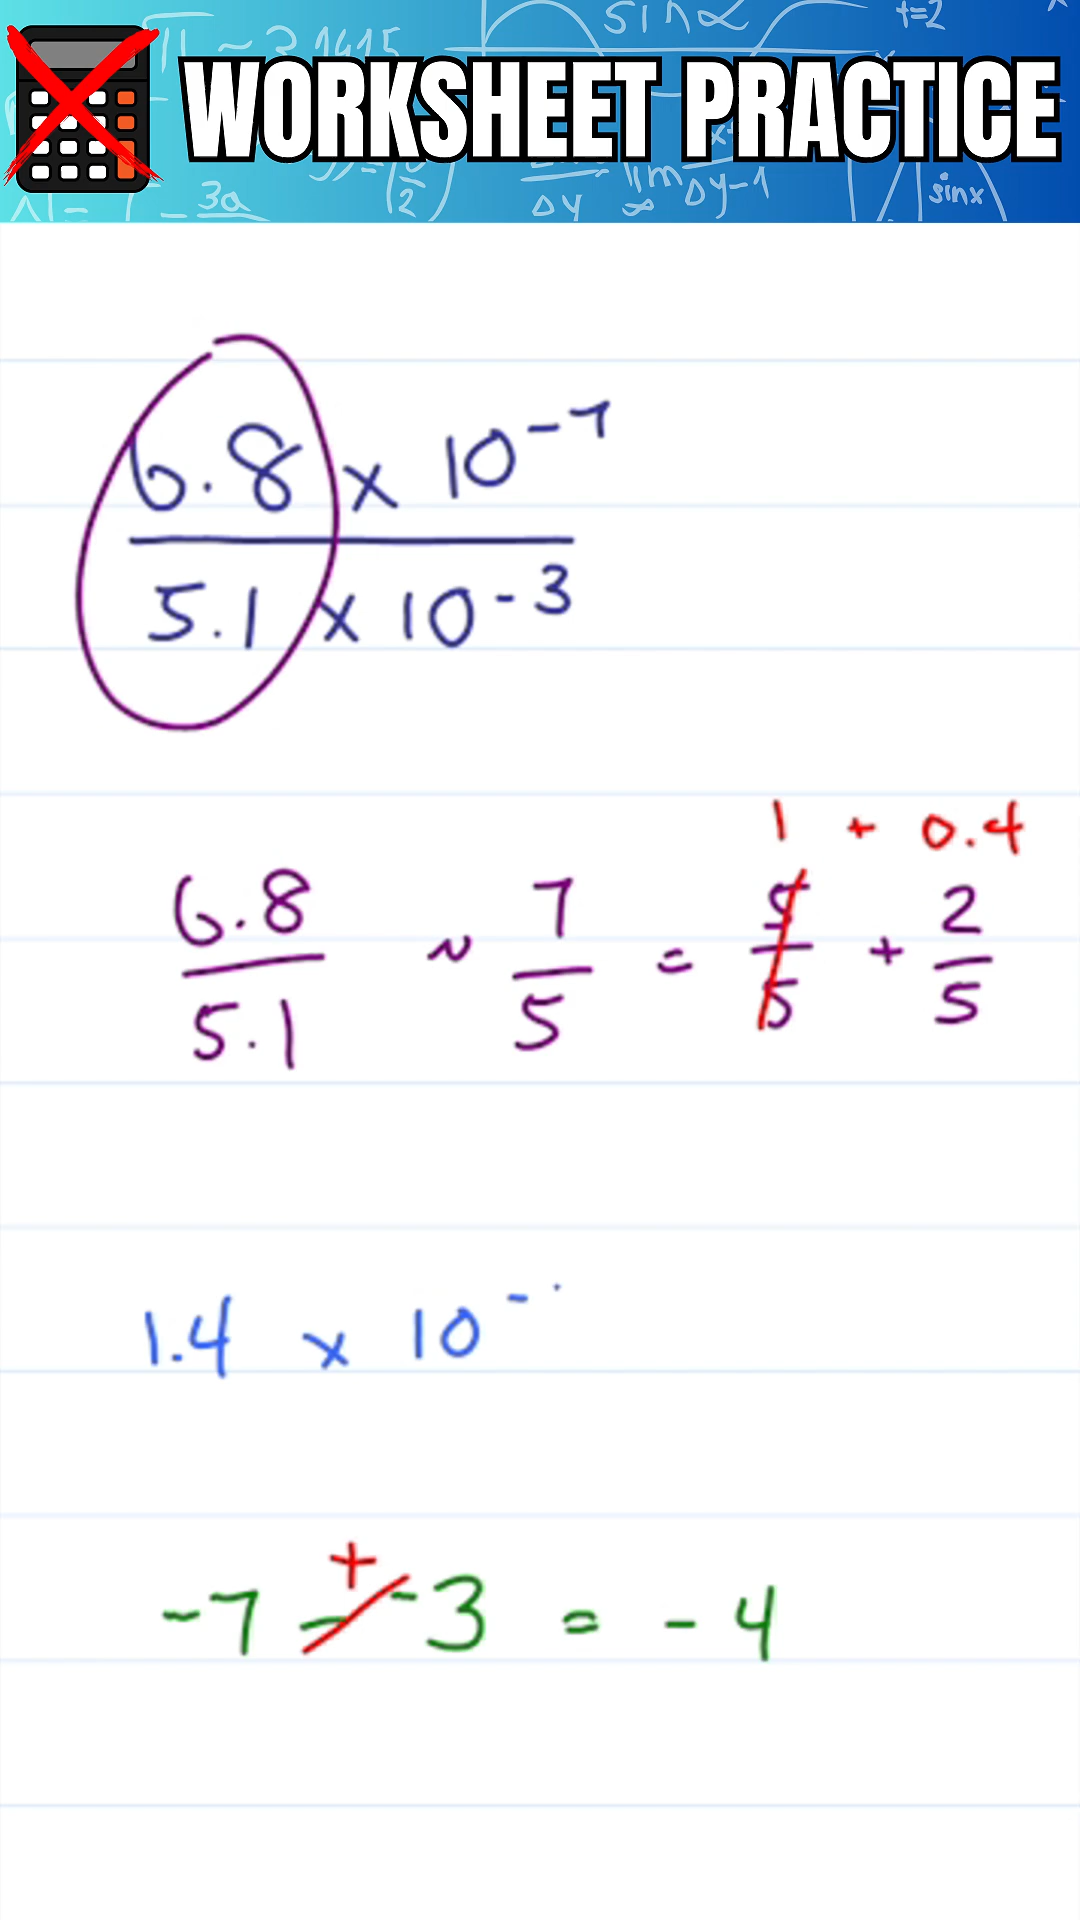 WORKSHEET PRACTICE
6.8 x 10^-7
5.1 x 10^-3
1 + 0.4
6.8/5.1 ~ 7/5 = 5/5 + 2/5
1.4 x 10^-
+
-7 - -3 = -4